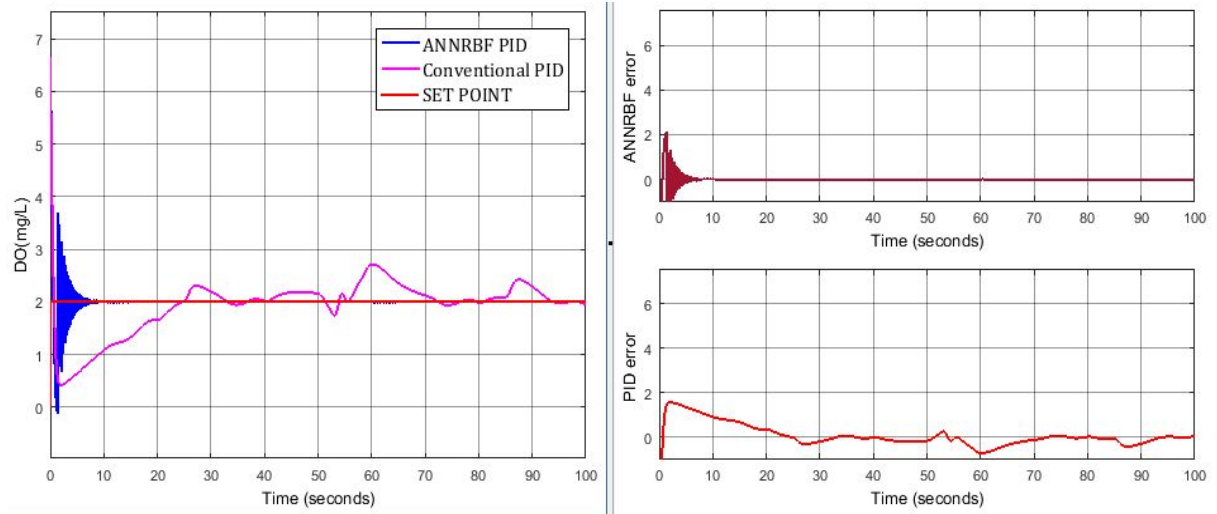 7
6
5
4
3
2
1
0
DO(mg/L)
ANNRBF PID
Conventional PID
SET POINT
0 10 20 30 40 50 60 70 80 90 100
Time (seconds)
6
4
2
0
ANNRBF error
0 10 20 30 40 50 60 70 80 90 100
Time (seconds)
6
4
2
0
PID error
0 10 20 30 40 50 60 70 80 90 100
Time (seconds)